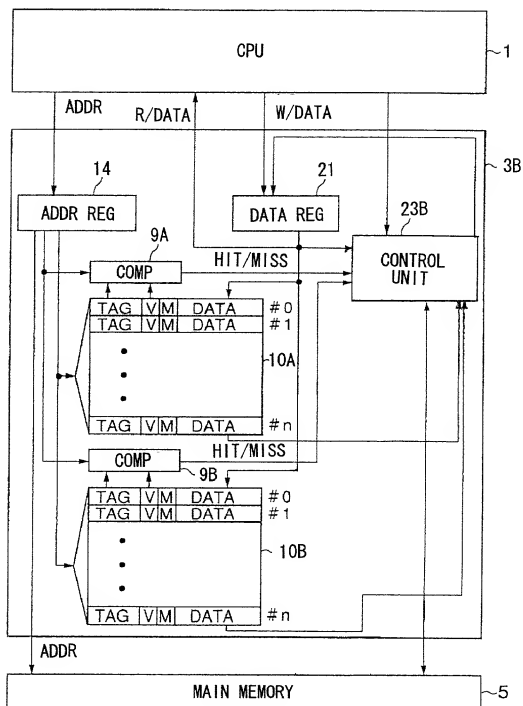 CPU
1
ADDR
R/DATA
W/DATA
3B
14
21
23B
ADDR REG
DATA REG
9A
CONTROL
UNIT
COMP
HIT/MISS
TAG V M DATA #0
TAG V M DATA #1
10A
TAG V M DATA #n
HIT/MISS
COMP
9B
TAG V M DATA #0
TAG V M DATA #1
10B
TAG V M DATA #n
ADDR
MAIN MEMORY
5